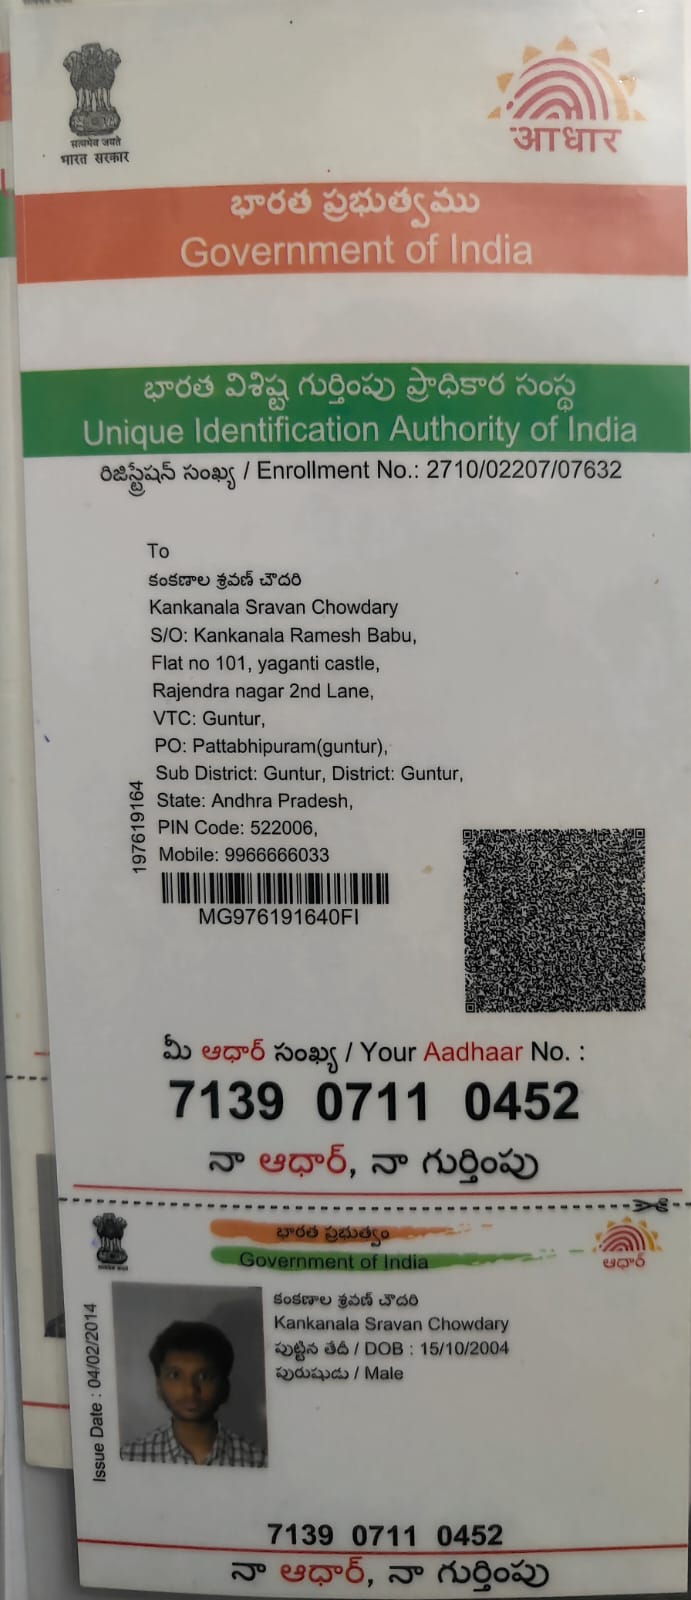 सत्यमेव जयते
भारत सरकार
आधार
భారత ప్రభుత్వము
Government of India
భారత విశిష్ట గుర్తింపు ప్రాధికార సంస్థ
Unique Identification Authority of India
రిజిస్ట్రేషన్ సంఖ్య / Enrollment No.: 2710/02207/07632
To
కంకణాల శ్రవణ్ చౌదరి
Kankanala Sravan Chowdary
S/O: Kankanala Ramesh Babu,
Flat no 101, yaganti castle,
Rajendra nagar 2nd Lane,
VTC: Guntur,
PO: Pattabhipuram(guntur),
Sub District: Guntur, District: Guntur,
State: Andhra Pradesh,
PIN Code: 522006,
Mobile: 9966666033
197619164
MG976191640FI
మీ ఆధార్ సంఖ్య / Your Aadhaar No. :
7139 0711 0452
నా ఆధార్, నా గుర్తింపు
భారత ప్రభుత్వం
Government of India
ఆధార్
Issue Date : 04/02/2014
కంకణాల శ్రవణ్ చౌదరి
Kankanala Sravan Chowdary
పుట్టిన తేదీ / DOB : 15/10/2004
పురుషుడు / Male
7139 0711 0452
నా ఆధార్, నా గుర్తింపు